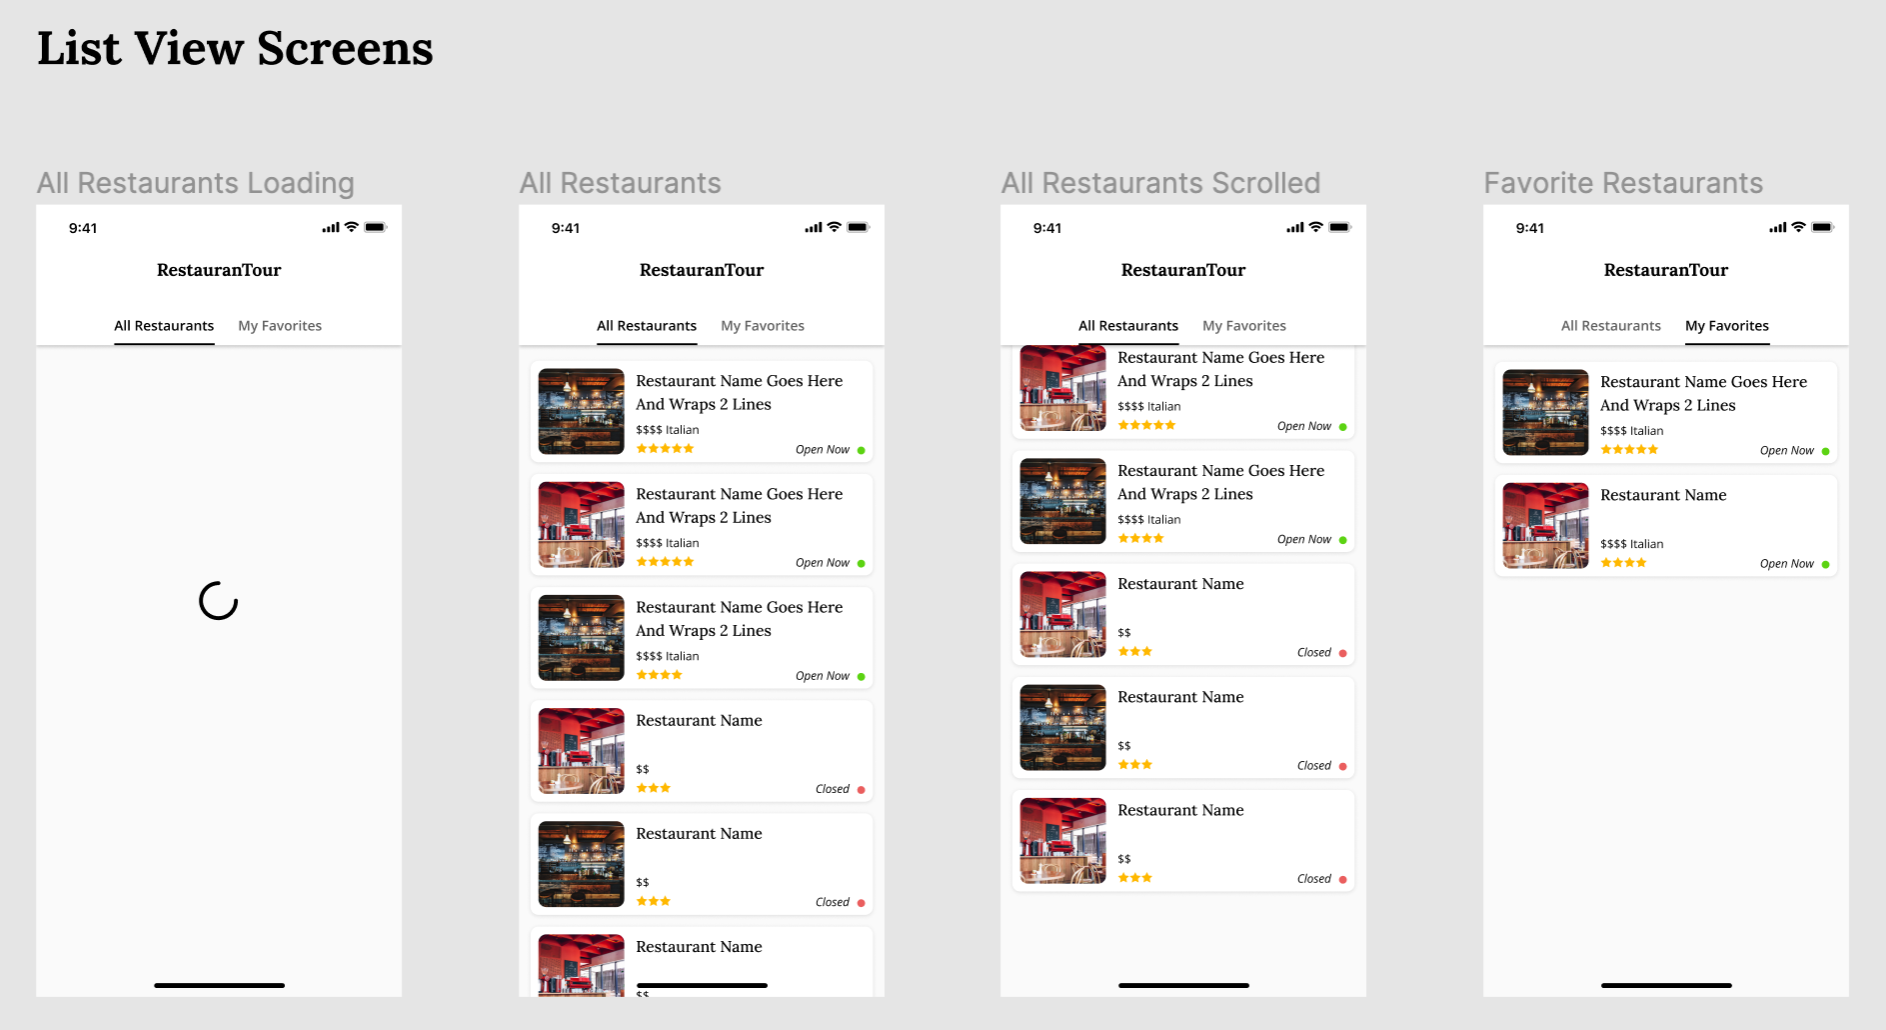 List View Screens
All Restaurants Loading
9:41
RestauranTour
All Restaurants My Favorites
All Restaurants
9:41
RestauranTour
All Restaurants My Favorites
Restaurant Name Goes Here
And Wraps 2 Lines
$$$$ Italian
Open Now
Restaurant Name Goes Here
And Wraps 2 Lines
$$$$ Italian
Open Now
Restaurant Name Goes Here
And Wraps 2 Lines
$$$$ Italian
Open Now
Restaurant Name
$$
Closed
Restaurant Name
$$
Closed
Restaurant Name
$$
All Restaurants Scrolled
9:41
RestauranTour
All Restaurants My Favorites
Restaurant Name Goes Here
And Wraps 2 Lines
$$$$ Italian
Open Now
Restaurant Name Goes Here
And Wraps 2 Lines
$$$$ Italian
Open Now
Restaurant Name
$$
Closed
Restaurant Name
$$
Closed
Restaurant Name
$$
Closed
Favorite Restaurants
9:41
RestauranTour
All Restaurants My Favorites
Restaurant Name Goes Here
And Wraps 2 Lines
$$$$ Italian
Open Now
Restaurant Name
$$$$ Italian
Open Now